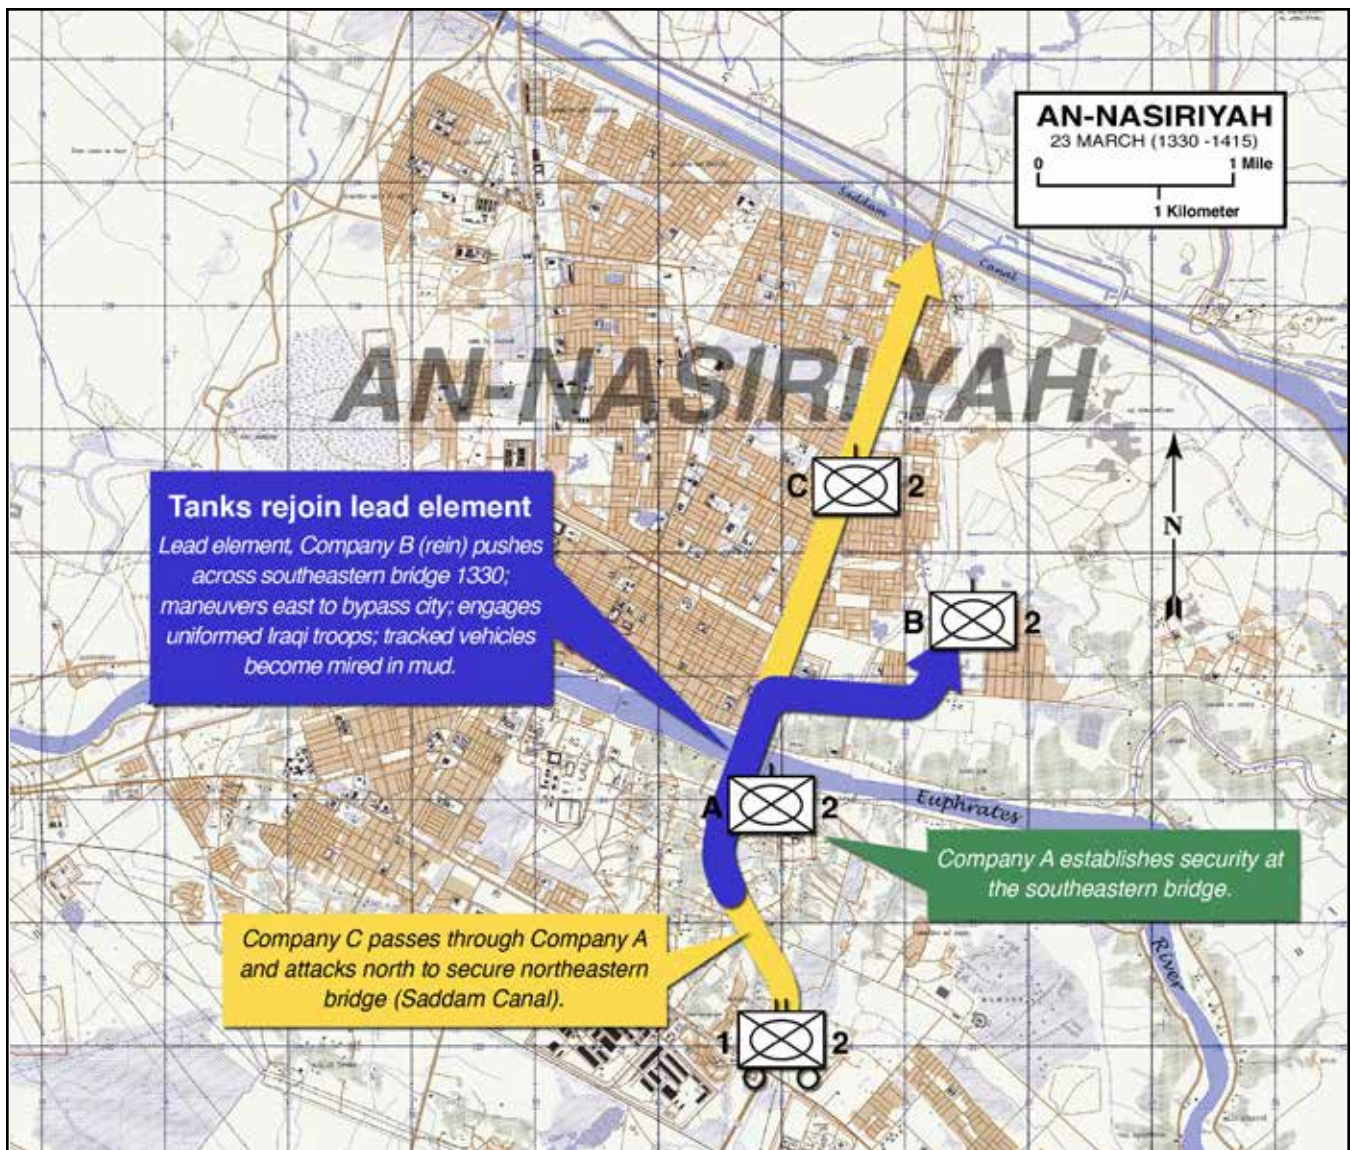 AN-NASIRIYAH
23 MARCH (1330 -1415)
0 1 Mile
1 Kilometer
Saddam
Canal
AN-NASIRIYAH
C 2
N
Tanks rejoin lead element
Lead element, Company B (rein) pushes
across southeastern bridge 1330;
maneuvers east to bypass city; engages
uniformed Iraqi troops; tracked vehicles
become mired in mud.
B 2
A 2
Euphrates
Company A establishes security at
the southeastern bridge.
Company C passes through Company A
and attacks north to secure northeastern
bridge (Saddam Canal).
River
1 2